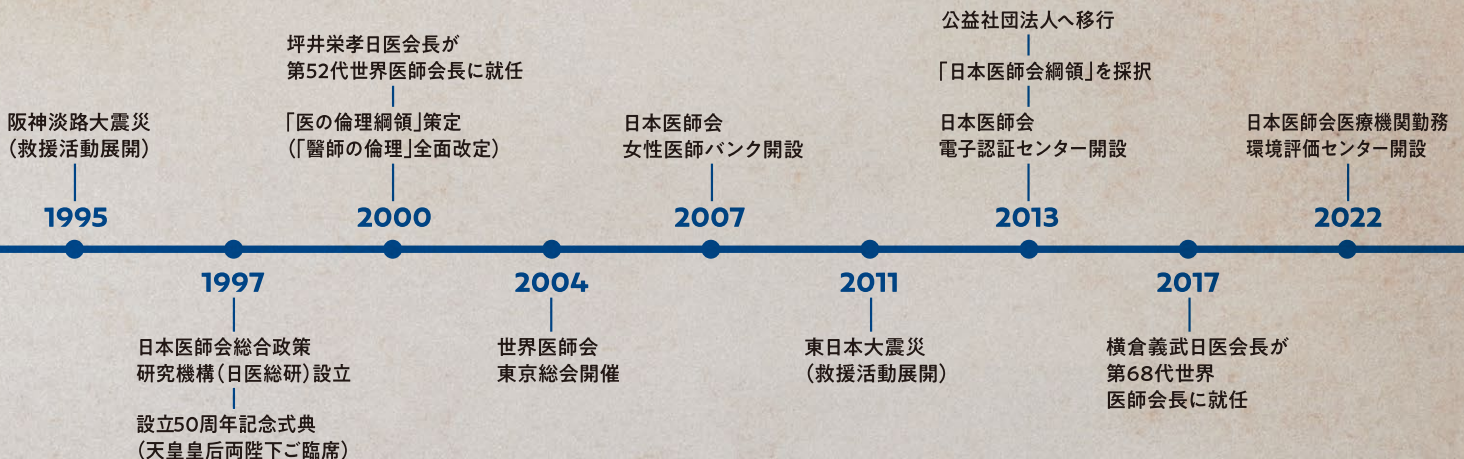 阪神淡路大震災
（救援活動展開）
1995
1997
日本医師会総合政策
研究機構（日医総研）設立
設立50周年記念式典
（天皇皇后両陛下ご臨席）
坪井栄孝日医会長が
第52代世界医師会長に就任
「医の倫理綱領」策定
（「醫師の倫理」全面改定）
2000
2004
世界医師会
東京総会開催
日本医師会
女性医師バンク開設
2007
2011
東日本大震災
（救援活動展開）
公益社団法人へ移行
「日本医師会綱領」を採択
日本医師会
電子認証センター開設
2013
2017
横倉義武日医会長が
第68代世界
医師会長に就任
日本医師会医療機関勤務
環境評価センター開設
2022